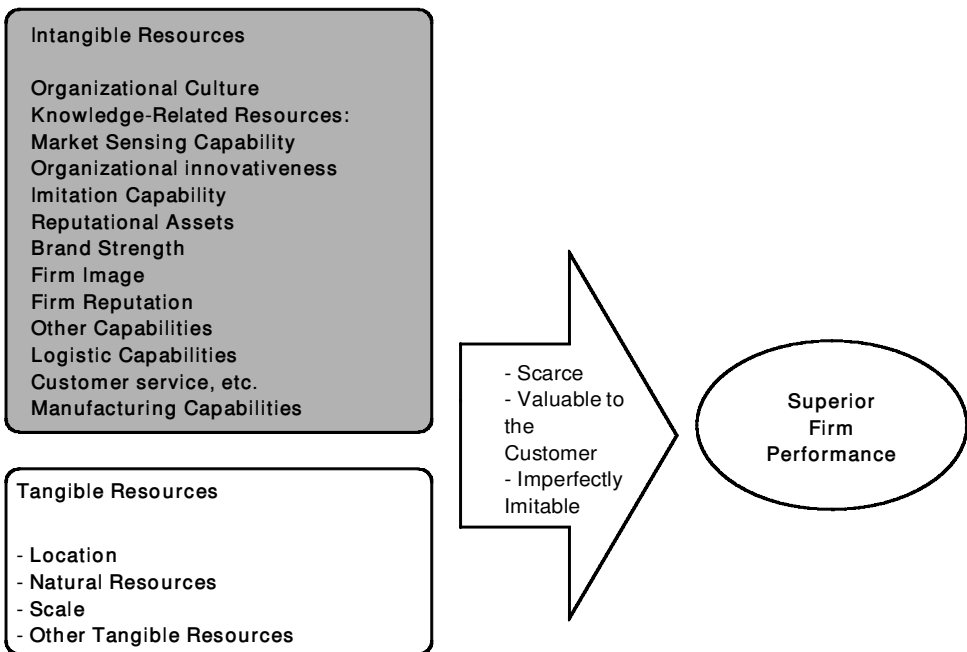 Intangible Resources
Organizational Culture
Knowledge-Related Resources:
Market Sensing Capability
Organizational innovativeness
Imitation Capability
Reputational Assets
Brand Strength
Firm Image
Firm Reputation
Other Capabilities
Logistic Capabilities
Customer service, etc.
Manufacturing Capabilities
Tangible Resources
- Location
- Natural Resources
- Scale
- Other Tangible Resources
- Scarce
- Valuable to
the
Customer
- Imperfectly
Imitable
Superior
Firm
Performance